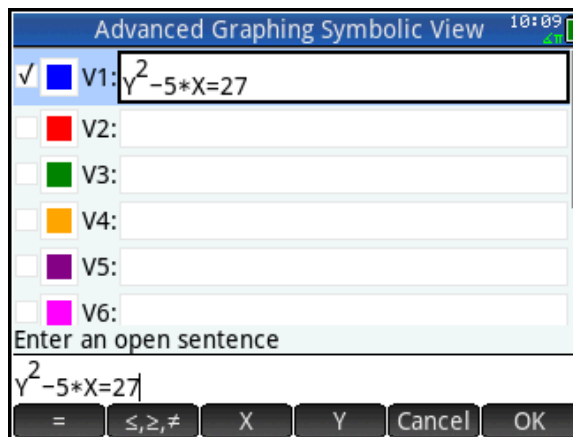 Advanced Graphing Symbolic View 10:09
∡π
✓ V1: Y²-5*X=27
V2:
V3:
V4:
V5:
V6:
Enter an open sentence
Y²-5*X=27
= ≤,≥,≠ X Y Cancel OK